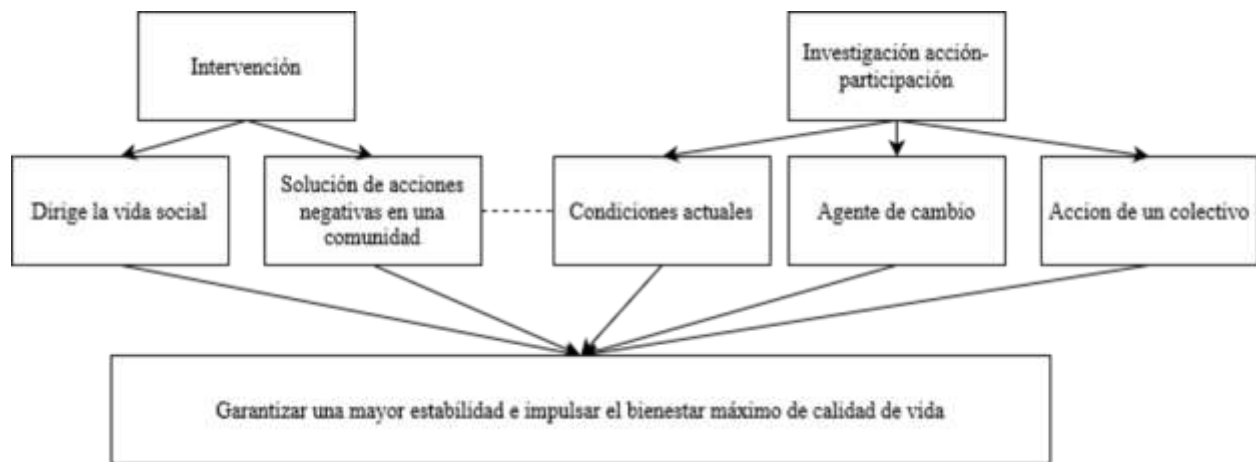 Intervención
Investigación acción-
participación
Dirige la vida social
Solución de acciones
negativas en una
comunidad
Condiciones actuales
Agente de cambio
Accion de un colectivo
Garantizar una mayor estabilidad e impulsar el bienestar máximo de calidad de vida